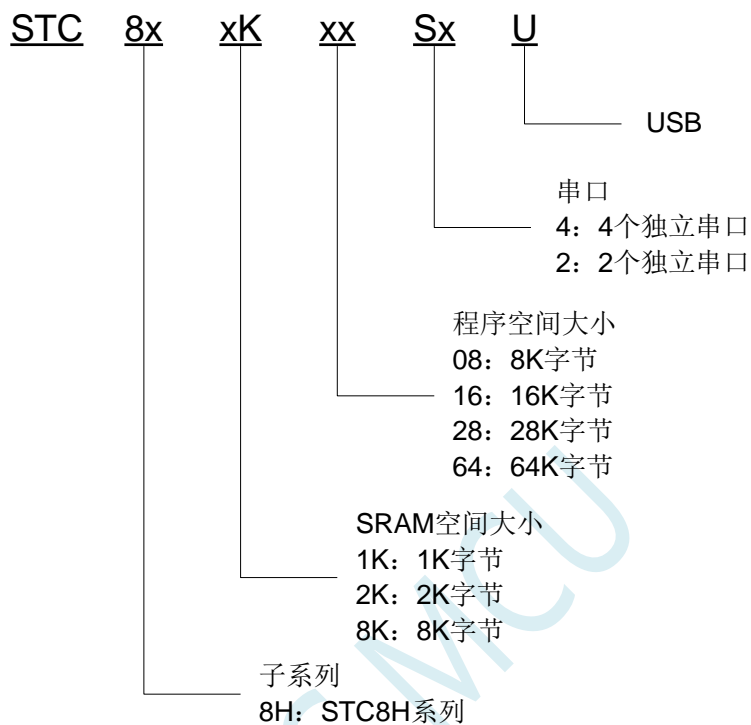 STC 8x xK xx Sx U
USB
串口
4：4个独立串口
2：2个独立串口
程序空间大小
08：8K字节
16：16K字节
28：28K字节
64：64K字节
SRAM空间大小
1K：1K字节
2K：2K字节
8K：8K字节
子系列
8H：STC8H系列
MCU